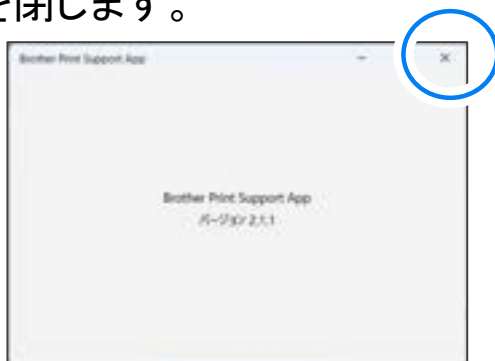 を閉じます。
Brother Print Support App
Brother Print Support App
バージョン 2.1.1